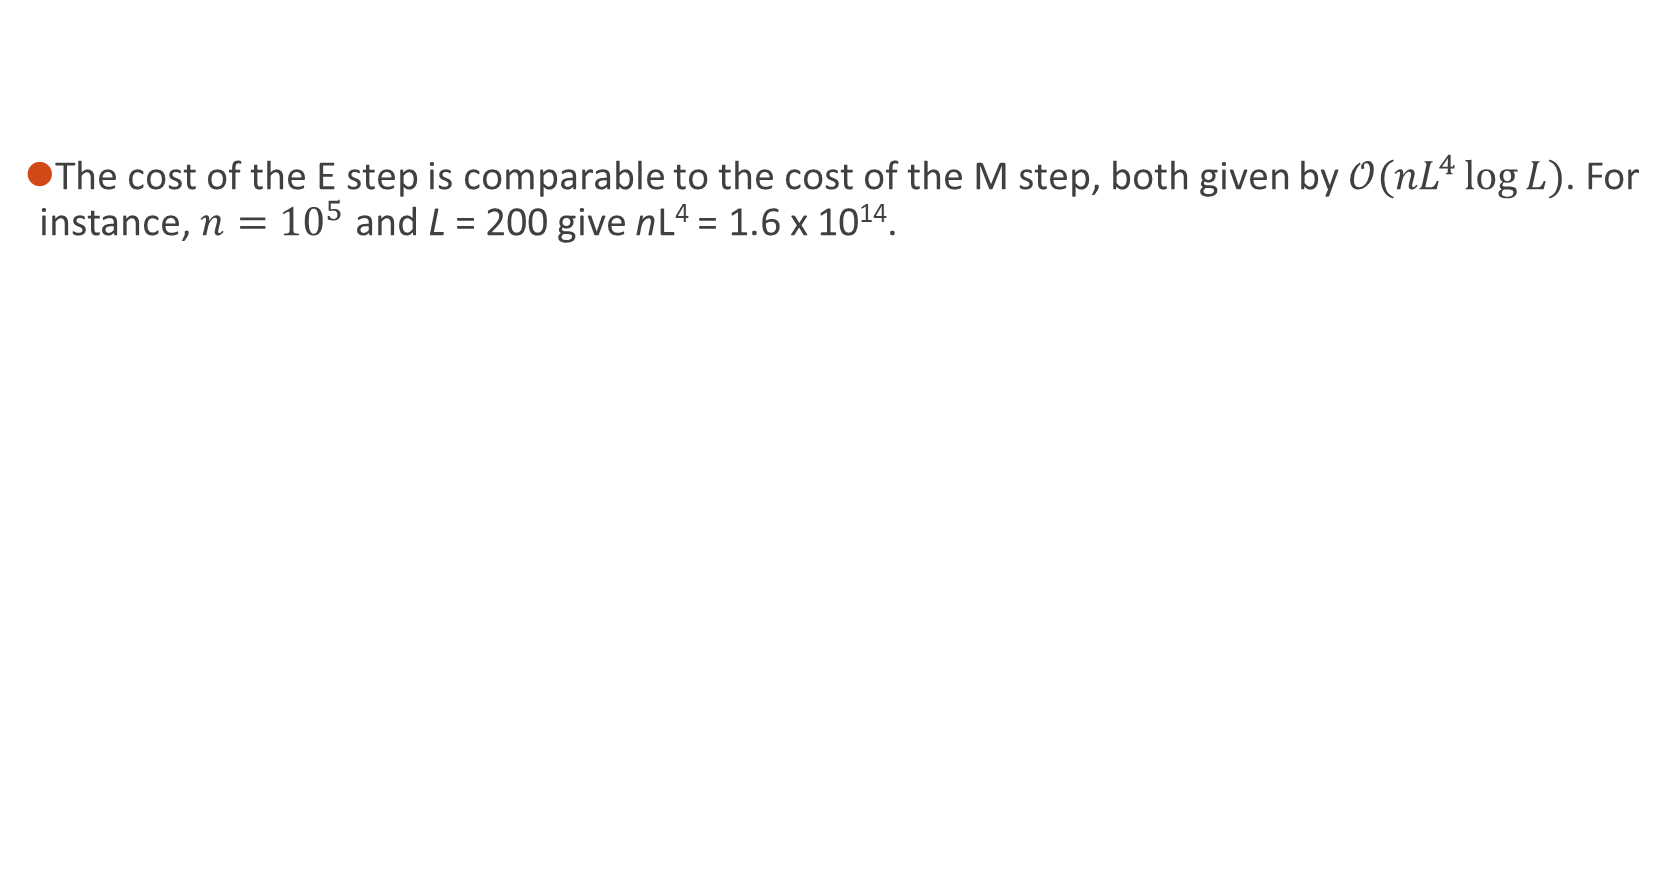 ●The cost of the E step is comparable to the cost of the M step, both given by 𝒪(nL⁴ log L). For
instance, n = 10⁵ and L = 200 give nL⁴ = 1.6 x 10¹⁴.